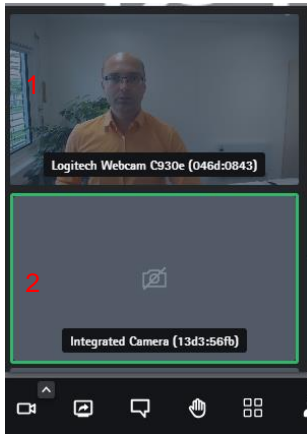 1
Logitech Webcam C930e (046d:0843)
2
Integrated Camera (13d3:56fb)